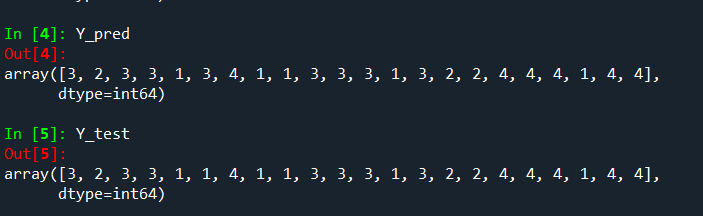 dtype=int64)
In [4]: Y_pred
Out[4]:
array([3, 2, 3, 3, 1, 3, 4, 1, 1, 3, 3, 3, 1, 3, 2, 2, 4, 4, 4, 1, 4, 4],
dtype=int64)
In [5]: Y_test
Out[5]:
array([3, 2, 3, 3, 1, 1, 4, 1, 1, 3, 3, 3, 1, 3, 2, 2, 4, 4, 4, 1, 4, 4],
dtype=int64)